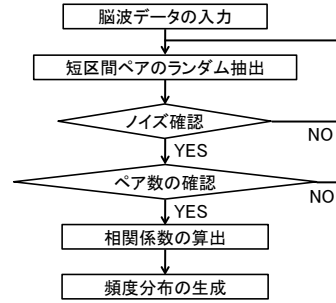 脳波データの入力
短区間ペアのランダム抽出
ノイズ確認
NO
YES
ペア数の確認
NO
YES
相関係数の算出
頻度分布の生成